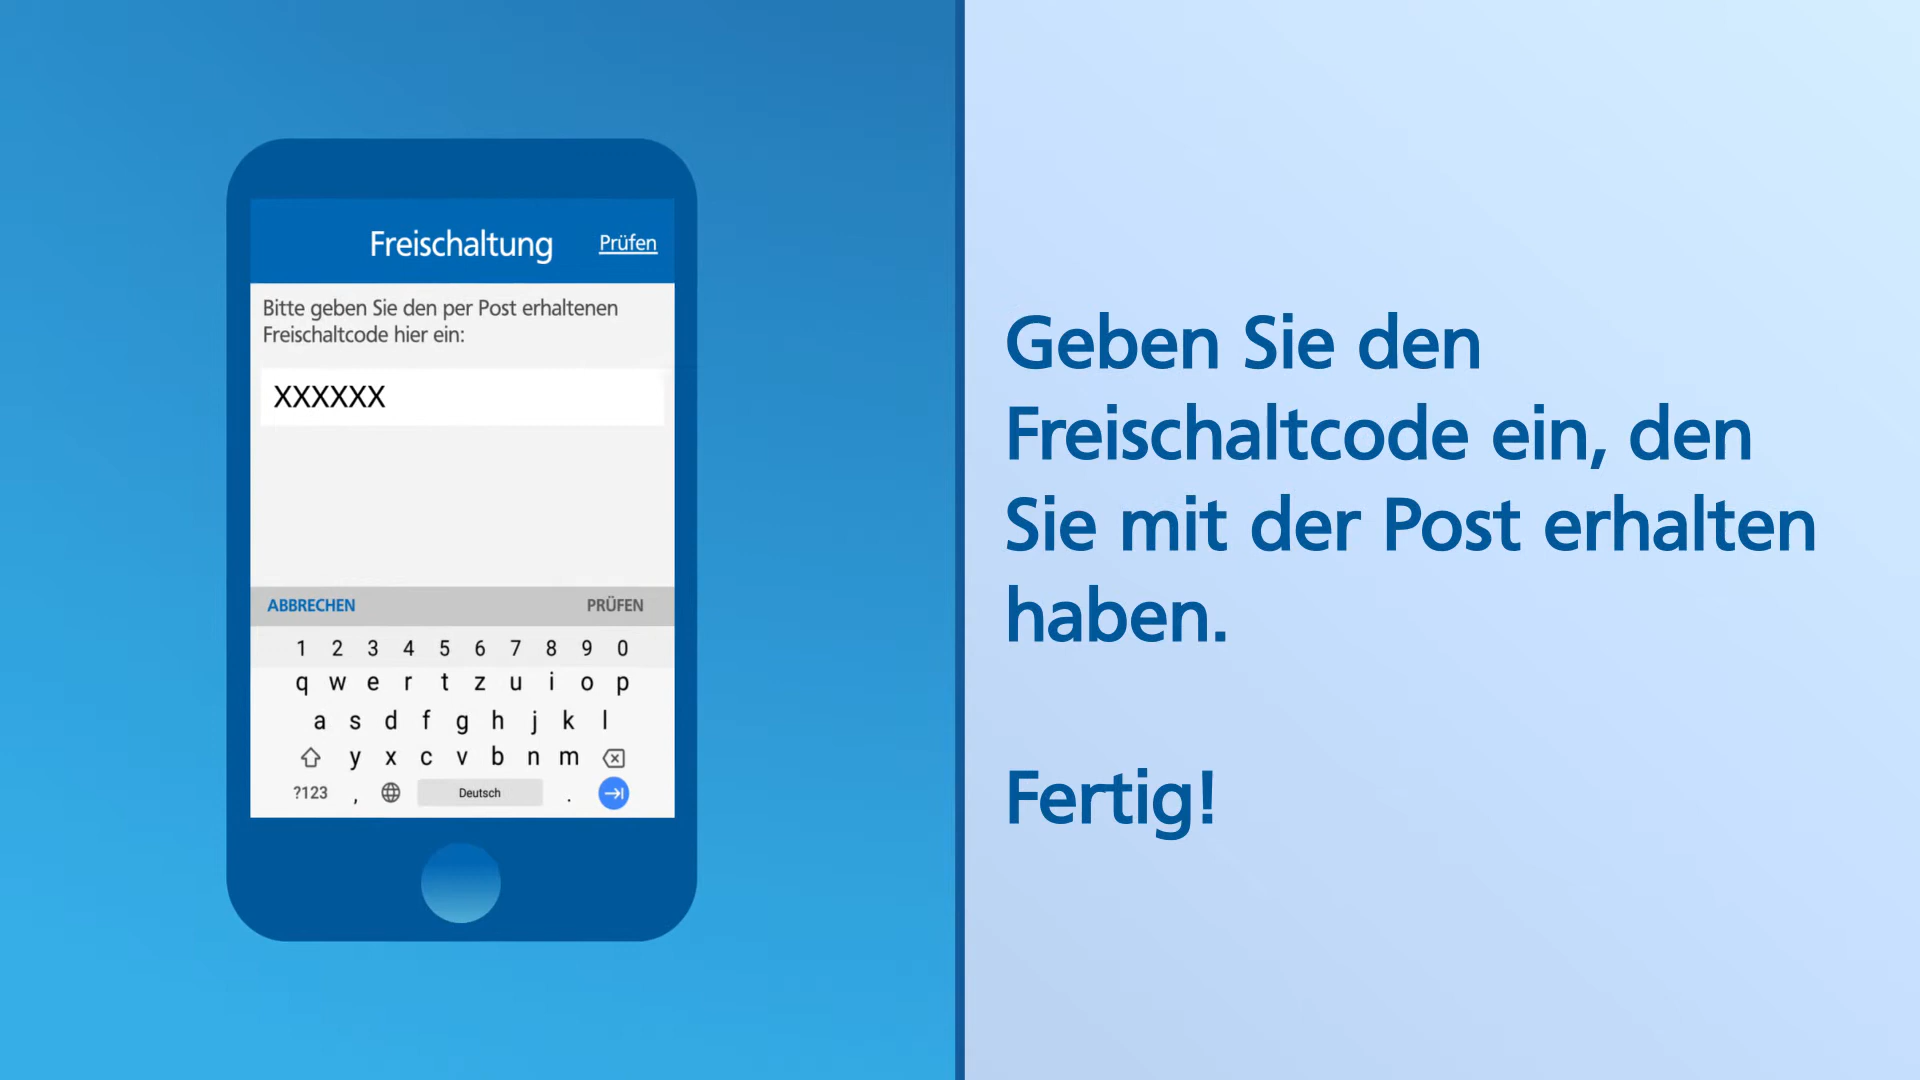 Freischaltung Prüfen
Bitte geben Sie den per Post erhaltenen
Freischaltcode hier ein:
XXXXXX
ABBRECHEN PRÜFEN
1 2 3 4 5 6 7 8 9 0
q w e r t z u i o p
a s d f g h j k l
y x c v b n m
?123 , Deutsch .
Geben Sie den
Freischaltcode ein, den
Sie mit der Post erhalten
haben.
Fertig!